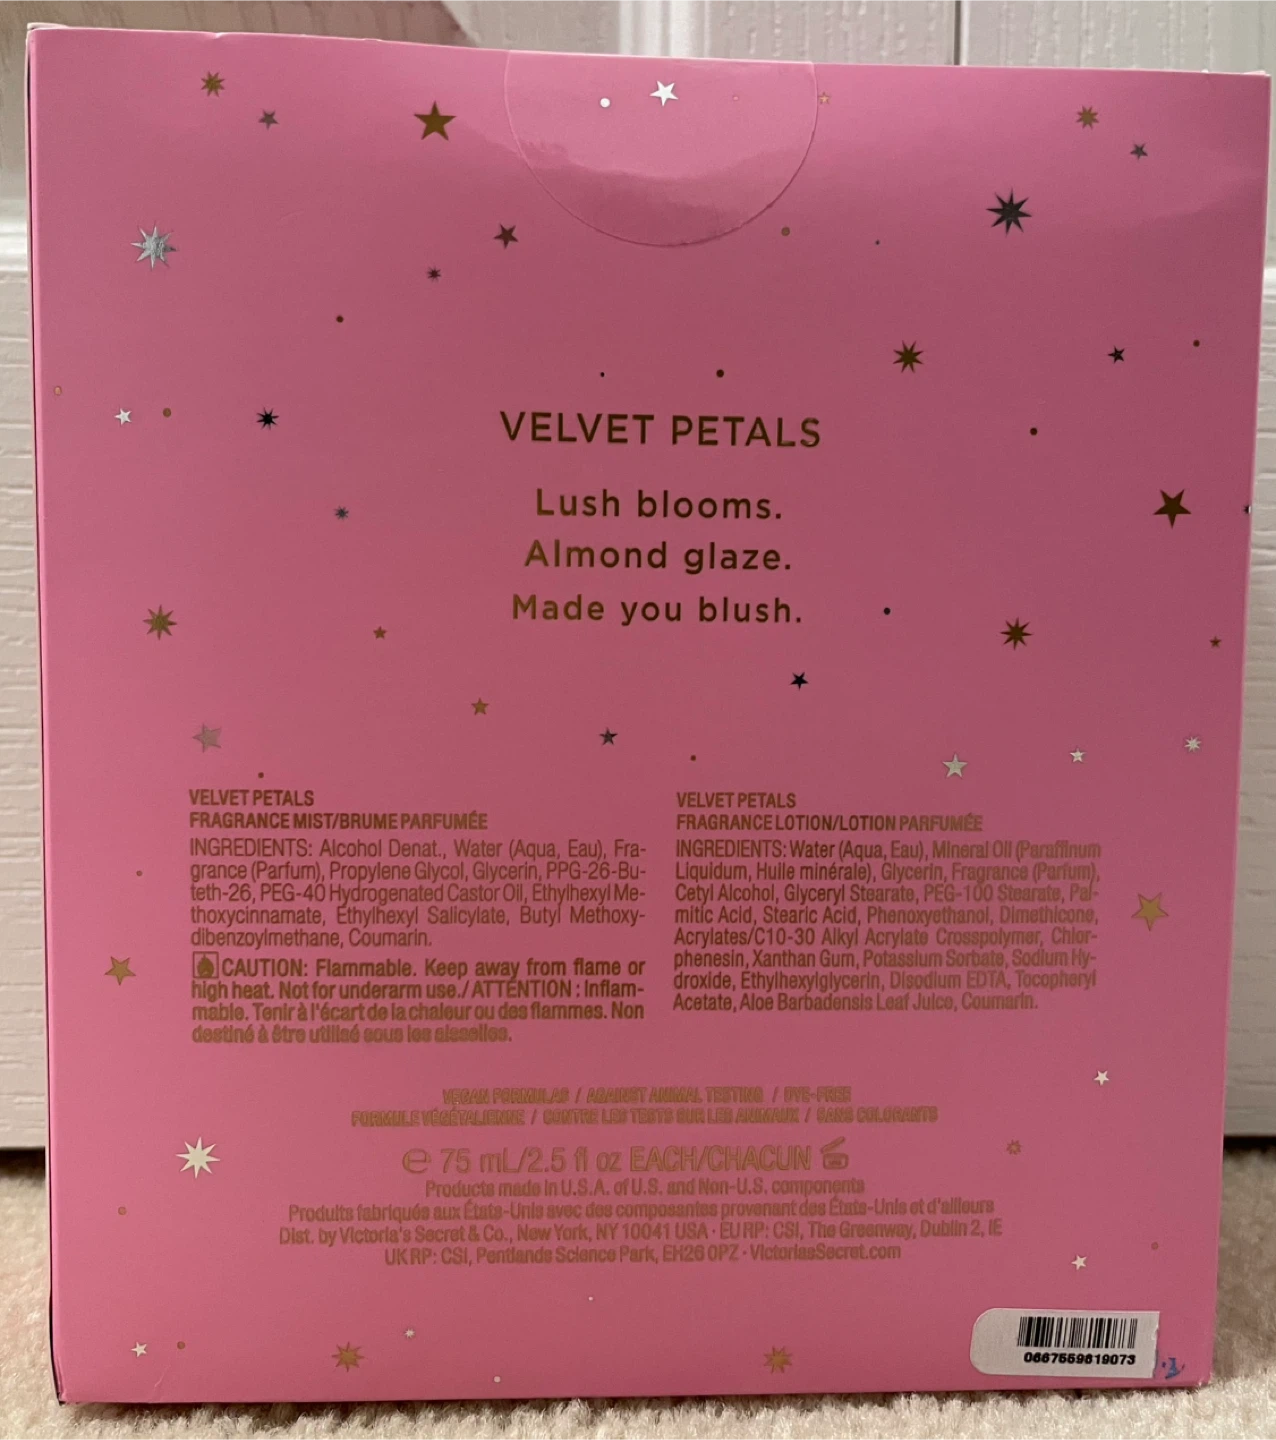 VELVET PETALS
Lush blooms.
Almond glaze.
Made you blush.
VELVET PETALS
FRAGRANCE MIST/BRUME PARFUMÉE
INGREDIENTS: Alcohol Denat., Water (Aqua, Eau), Fra-
grance (Parfum), Propylene Glycol, Glycerin, PPG-26-Bu-
teth-26, PEG-40 Hydrogenated Castor Oil, Ethylhexyl Me-
thoxycinnamate, Ethylhexyl Salicylate, Butyl Methoxy-
dibenzoylmethane, Coumarin.
CAUTION: Flammable. Keep away from flame or
high heat. Not for underarm use./ ATTENTION : Inflam-
mable. Tenir à l'écart de la chaleur ou des flammes. Non
destiné à être utilisé sous les aisselles.
VELVET PETALS
FRAGRANCE LOTION/LOTION PARFUMÉE
INGREDIENTS: Water (Aqua, Eau), Mineral Oil (Paraffinum
Liquidum, Huile minérale), Glycerin, Fragrance (Parfum),
Cetyl Alcohol, Glyceryl Stearate, PEG-100 Stearate, Pal-
mitic Acid, Stearic Acid, Phenoxyethanol, Dimethicone,
Acrylates/C10-30 Alkyl Acrylate Crosspolymer, Chlor-
phenesin, Xanthan Gum, Potassium Sorbate, Sodium Hy-
droxide, Ethylhexylglycerin, Disodium EDTA, Tocopheryl
Acetate, Aloe Barbadensis Leaf Juice, Coumarin.
VEGAN FORMULAS / AGAINST ANIMAL TESTING / DYE-FREE
FORMULE VÉGÉTALIENNE / CONTRE LES TESTS SUR LES ANIMAUX / SANS COLORANTS
℮ 75 mL/2.5 fl oz EACH/CHACUN
Products made in U.S.A. of U.S. and Non-U.S. components
Produits fabriqués aux États-Unis avec des composantes provenant des États-Unis et d'ailleurs
Dist. by Victoria's Secret & Co., New York, NY 10041 USA · EU RP: CSI, The Greenway, Dublin 2, IE
UK RP: CSI, Pentlands Science Park, EH26 0PZ · VictoriasSecret.com
0667559619073